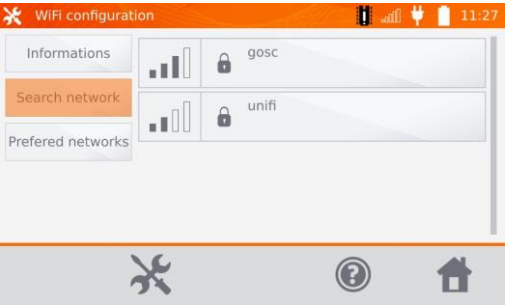 WiFi configuration
11:27
Informations
Search network
Prefered networks
gosc
unifi